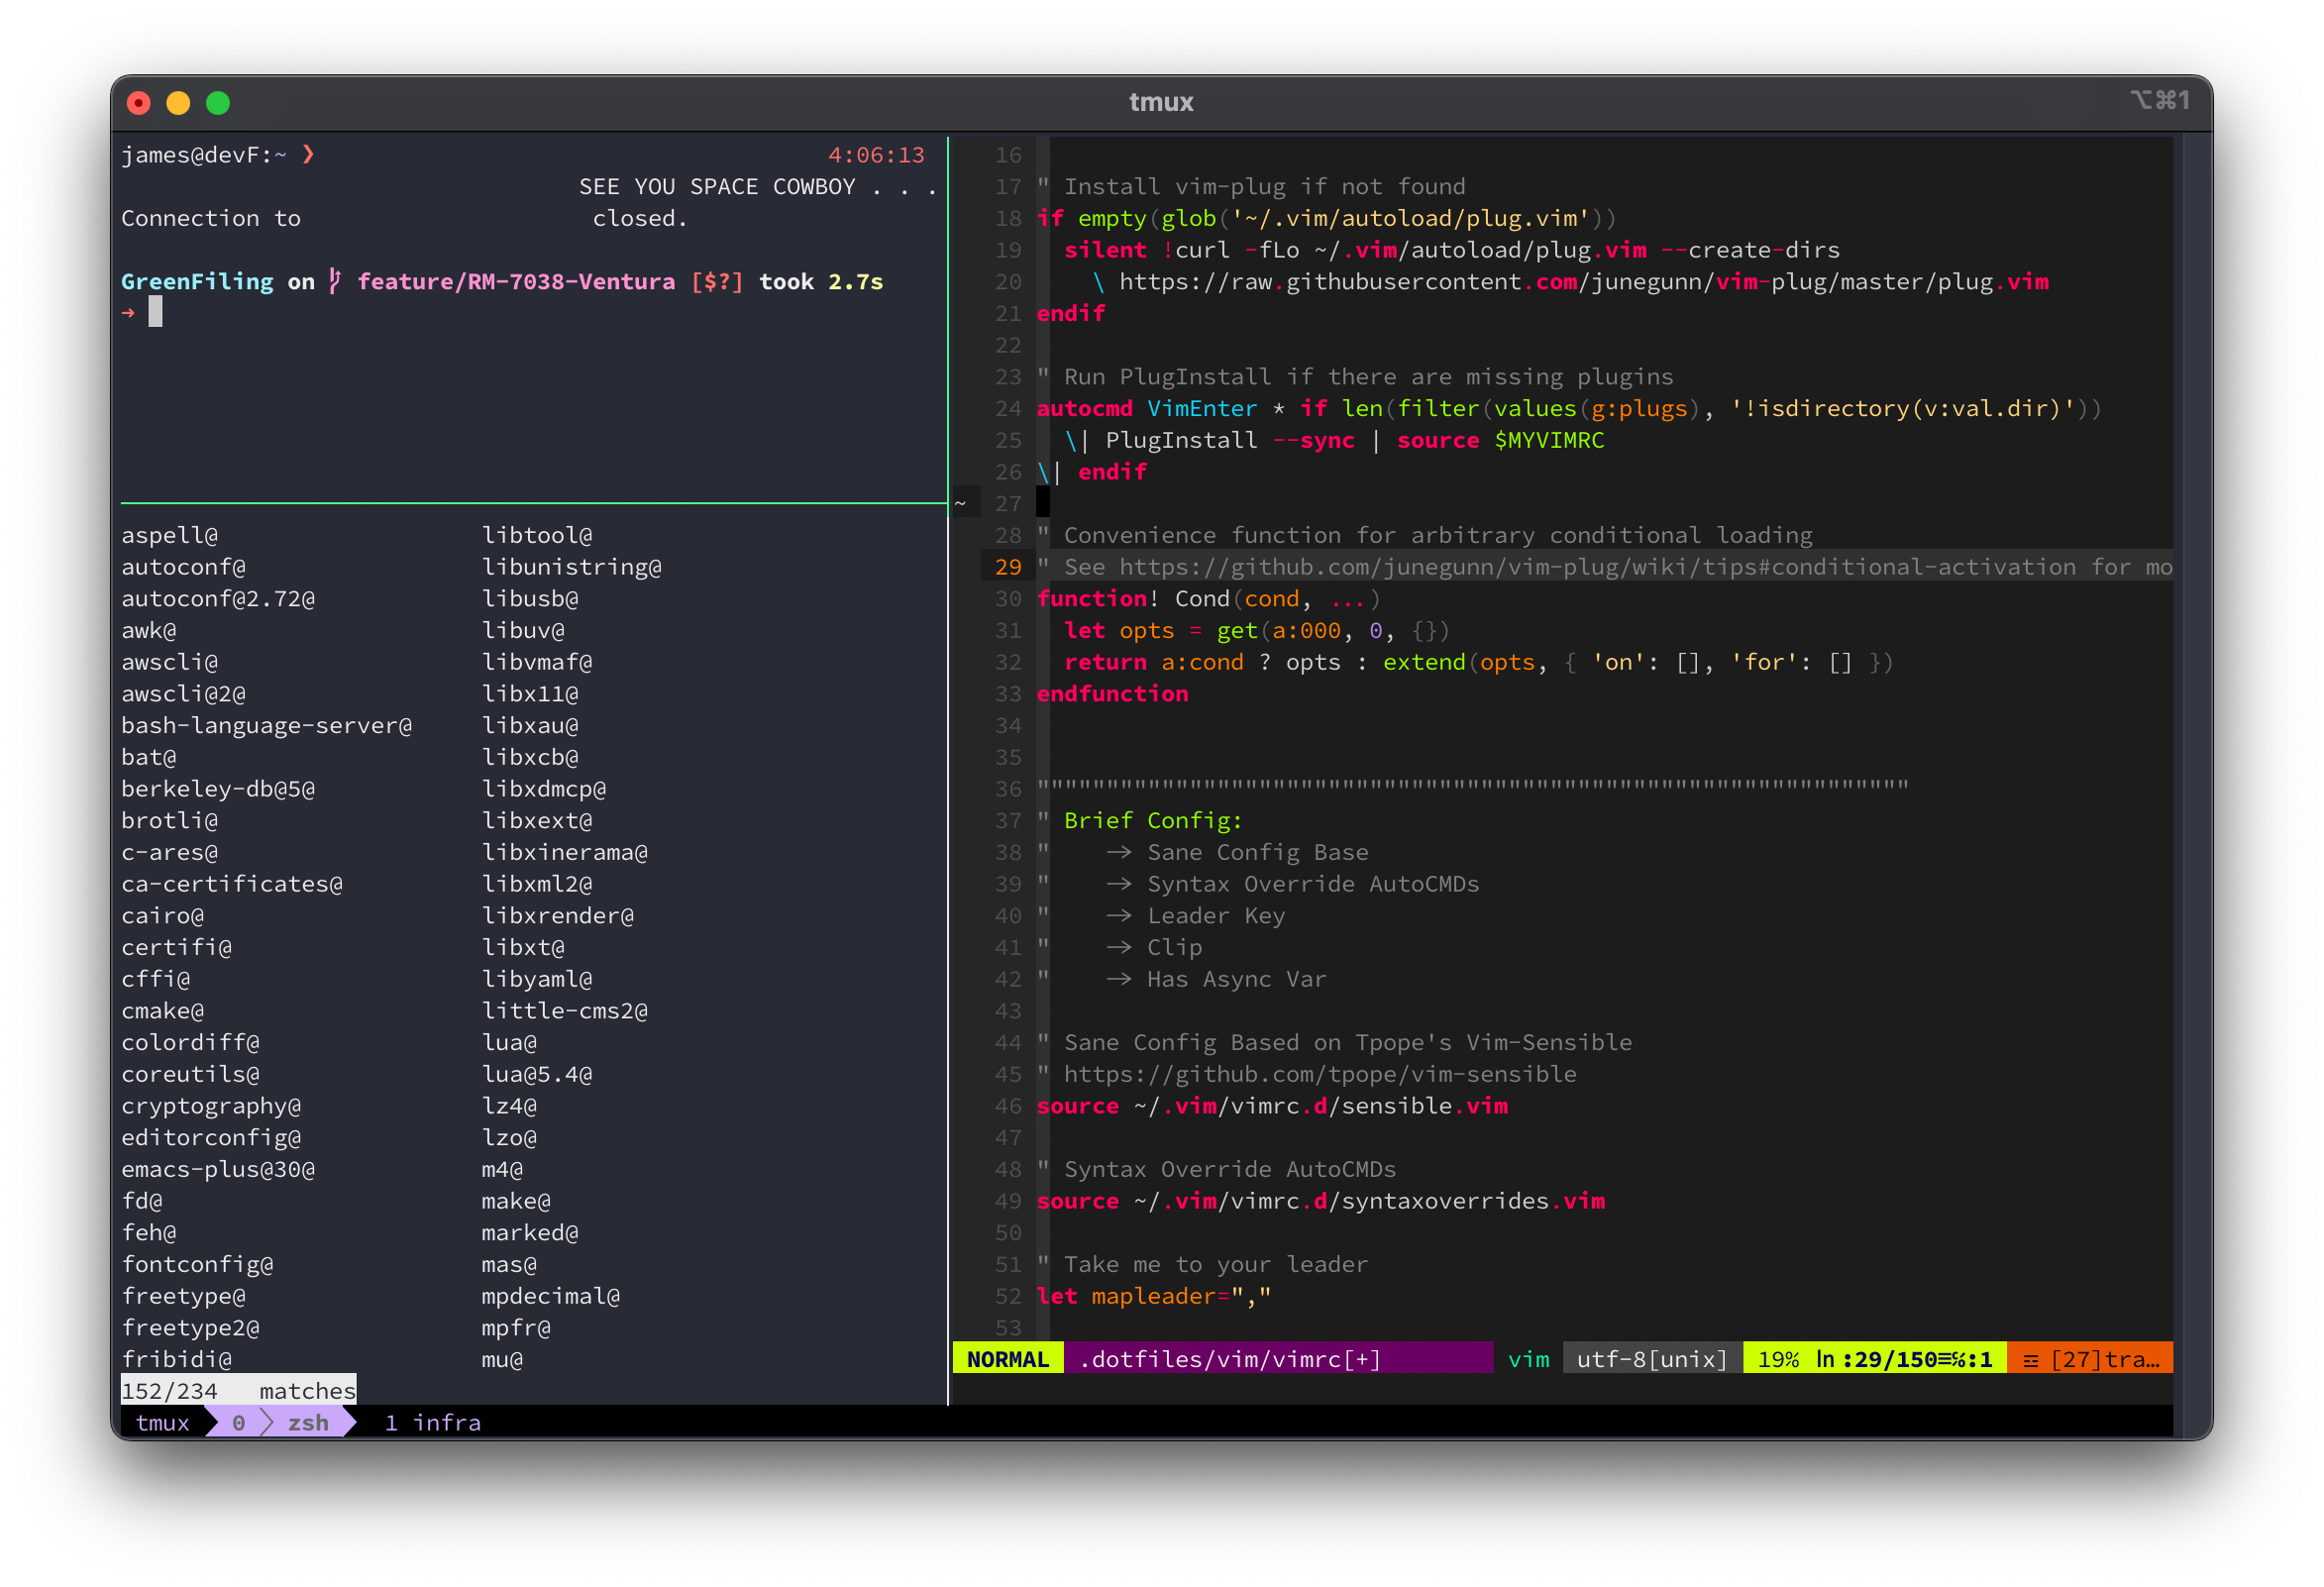 tmux
⌥⌘1
james@devF:~ ❯ 4:06:13
SEE YOU SPACE COWBOY . . .
Connection to closed.
GreenFiling on feature/RM-7038-Ventura [$?] took 2.7s
➜
aspell@ libtool@
autoconf@ libunistring@
autoconf@2.72@ libusb@
awk@ libuv@
awscli@ libvmaf@
awscli@2@ libx11@
bash-language-server@ libxau@
bat@ libxcb@
berkeley-db@5@ libxdmcp@
brotli@ libxext@
c-ares@ libxinerama@
ca-certificates@ libxml2@
cairo@ libxrender@
certifi@ libxt@
cffi@ libyaml@
cmake@ little-cms2@
colordiff@ lua@
coreutils@ lua@5.4@
cryptography@ lz4@
editorconfig@ lzo@
emacs-plus@30@ m4@
fd@ make@
feh@ marked@
fontconfig@ mas@
freetype@ mpdecimal@
freetype2@ mpfr@
fribidi@ mu@
152/234 matches
16
17 " Install vim-plug if not found
18 if empty(glob('~/.vim/autoload/plug.vim'))
19   silent !curl -fLo ~/.vim/autoload/plug.vim --create-dirs
20     \ https://raw.githubusercontent.com/junegunn/vim-plug/master/plug.vim
21 endif
22
23 " Run PlugInstall if there are missing plugins
24 autocmd VimEnter * if len(filter(values(g:plugs), '!isdirectory(v:val.dir)'))
25   \| PlugInstall --sync | source $MYVIMRC
26 \| endif
~ 27
28 " Convenience function for arbitrary conditional loading
29 " See https://github.com/junegunn/vim-plug/wiki/tips#conditional-activation for mo
30 function! Cond(cond, ...)
31   let opts = get(a:000, 0, {})
32   return a:cond ? opts : extend(opts, { 'on': [], 'for': [] })
33 endfunction
34
35
36 """""""""""""""""""""""""""""""""""""""""""""""""""""""""""""""
37 " Brief Config:
38 "    -> Sane Config Base
39 "    -> Syntax Override AutoCMDs
40 "    -> Leader Key
41 "    -> Clip
42 "    -> Has Async Var
43
44 " Sane Config Based on Tpope's Vim-Sensible
45 " https://github.com/tpope/vim-sensible
46 source ~/.vim/vimrc.d/sensible.vim
47
48 " Syntax Override AutoCMDs
49 source ~/.vim/vimrc.d/syntaxoverrides.vim
50
51 " Take me to your leader
52 let mapleader=","
53
NORMAL .dotfiles/vim/vimrc[+] vim utf-8[unix] 19% ln :29/150≡℅:1 ☲ [27]tra…
tmux 0 zsh 1 infra